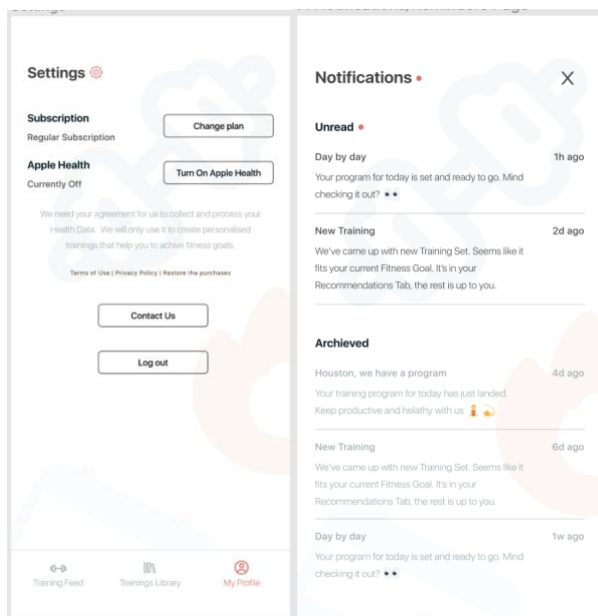 Settings
Subscription
Regular Subscription
Change plan
Apple Health
Currently Off
Turn On Apple Health
We need your agreement for us to collect and process your
Health Data. We will only use it to create personalised
trainings that help you to achive fitness goals.
Terms of Use | Privacy Policy | Restore the purchases
Contact Us
Log out
Training Feed
Trainings Library
My Profile
Notifications
Unread
Day by day
1h ago
Your program for today is set and ready to go. Mind
checking it out?
New Training
2d ago
We've came up with new Training Set. Seems like it
fits your current Fitness Goal. It's in your
Recommendations Tab, the rest is up to you.
Archieved
Houston, we have a program
4d ago
Your training program for today has just landed.
Keep productive and helathy with us
New Training
6d ago
We've came up with new Training Set. Seems like it
fits your current Fitness Goal. It's in your
Recommendations Tab, the rest is up to you.
Day by day
1w ago
Your program for today is set and ready to go. Mind
checking it out?